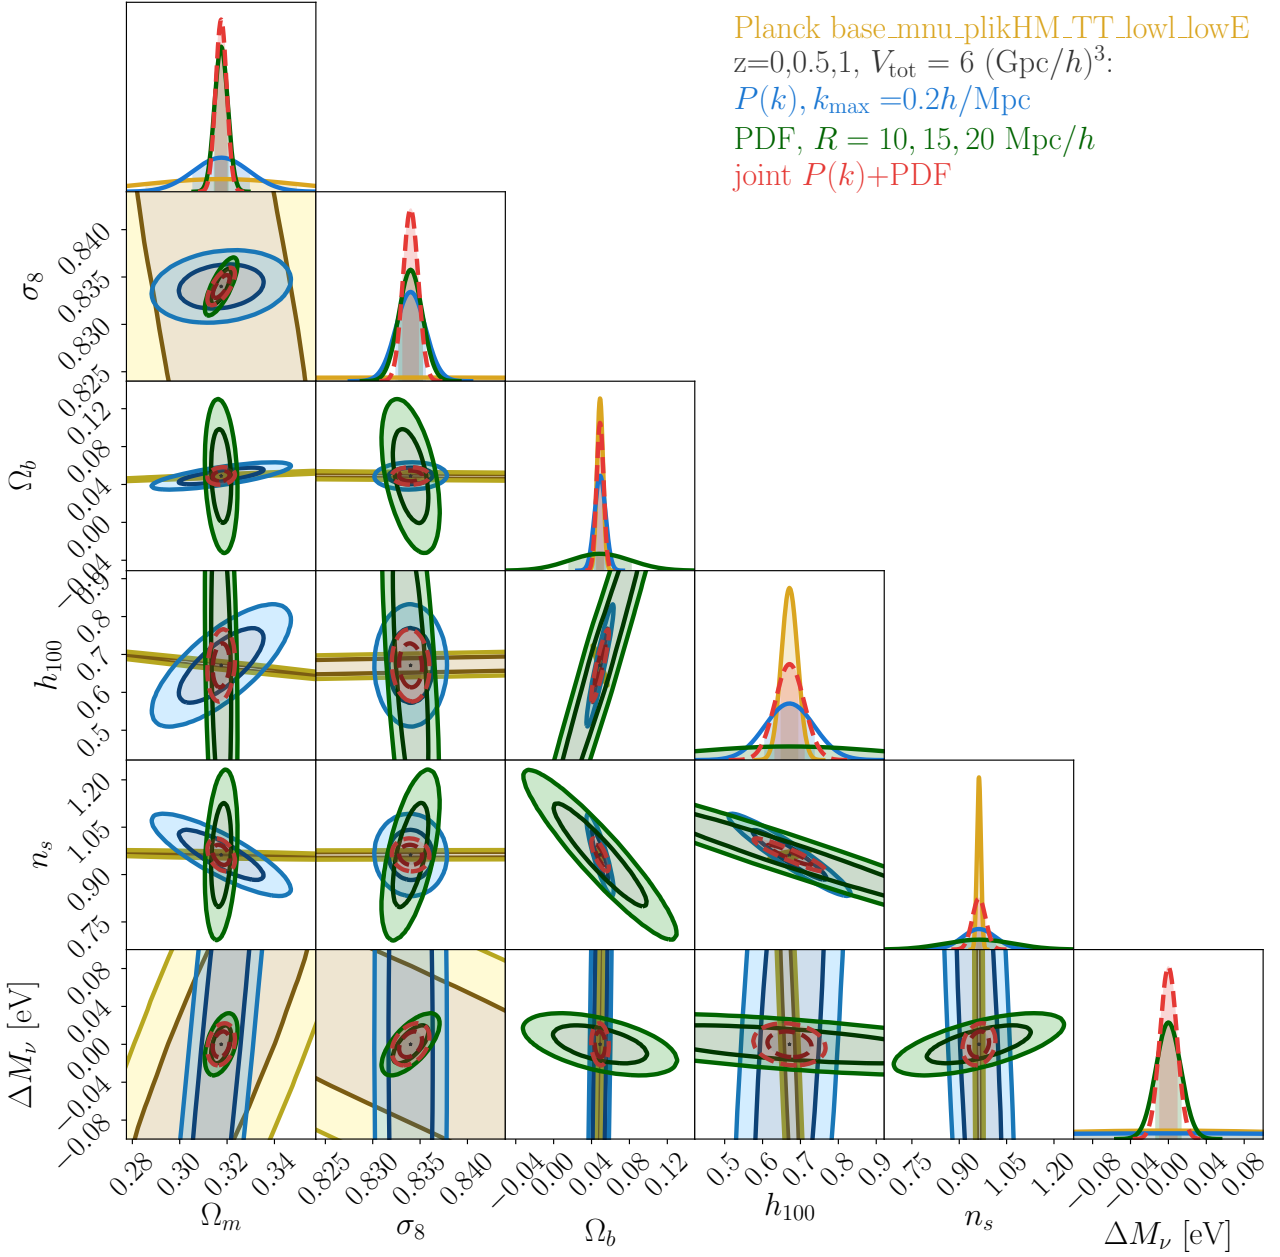 Planck base_mnu_plikHM_TT_lowl_lowE
z=0,0.5,1, V_tot = 6 (Gpc/h)³:
P(k), k_max =0.2h/Mpc
PDF, R = 10, 15, 20 Mpc/h
joint P(k)+PDF
σ₈
0.840
0.835
0.830
0.825
Ω_b
0.12
0.08
0.04
0.00
−0.04
h₁₀₀
0.9
0.8
0.7
0.6
0.5
n_s
1.20
1.05
0.90
0.75
ΔM_ν [eV]
0.08
0.04
0.00
−0.04
−0.08
0.28 0.30 0.32 0.34
0.825 0.830 0.835 0.840
−0.04 0.00 0.04 0.08 0.12
0.5 0.6 0.7 0.8 0.9
0.75 0.90 1.05 1.20
−0.08 −0.04 0.00 0.04 0.08
Ω_m σ₈ Ω_b h₁₀₀ n_s ΔM_ν [eV]